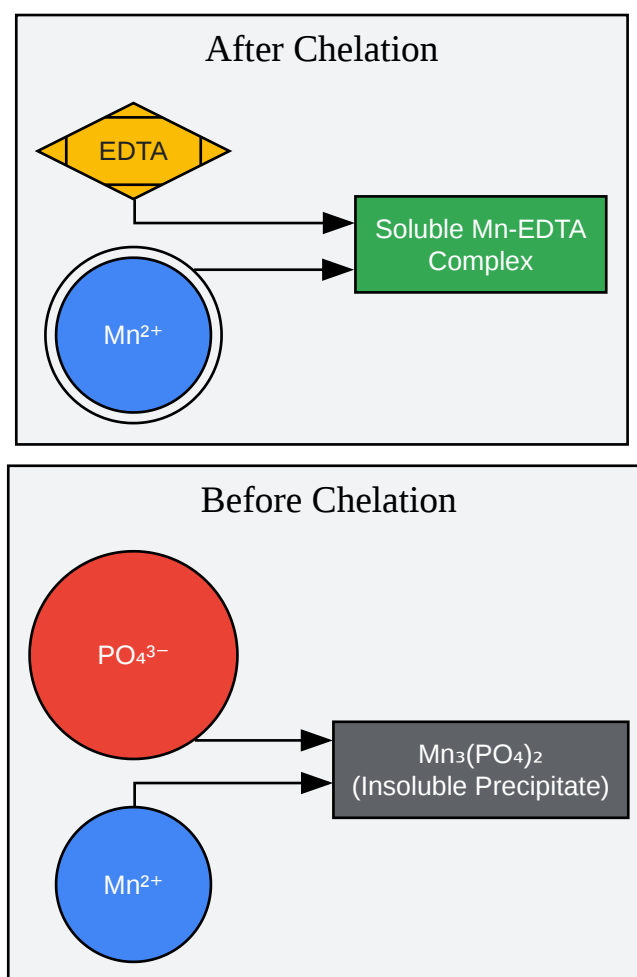 After Chelation
EDTA
Soluble Mn-EDTA
Complex
Mn²⁺
Before Chelation
PO₄³⁻
Mn₃(PO₄)₂
(Insoluble Precipitate)
Mn²⁺